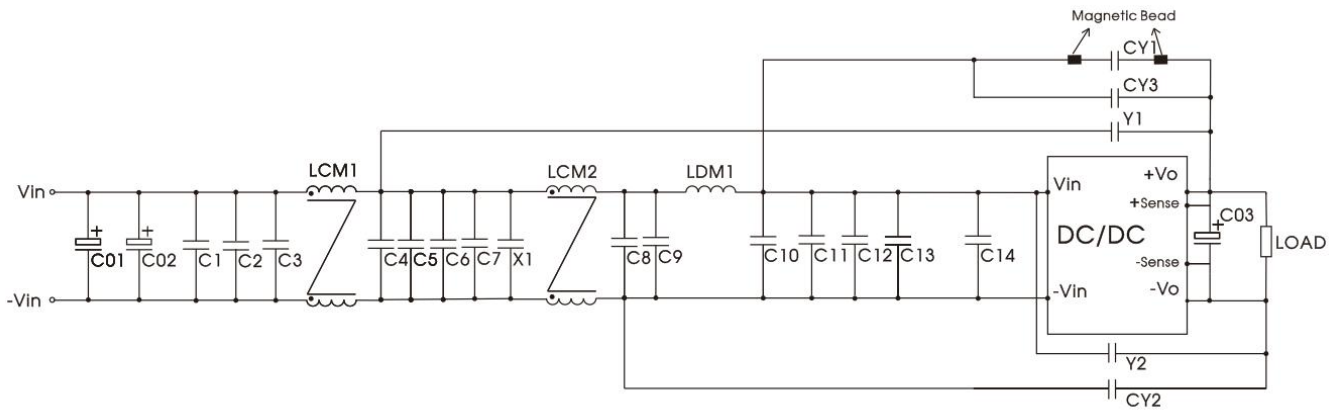 Magnetic Bead
CY1
CY3
Y1
LCM1
LCM2
LDM1
Vin
Vin
+Vo
+Sense
+
+
+
C03
DC/DC
LOAD
C01
C02
C1
C2
C3
C4
C5
C6
C7
X1
C8
C9
C10
C11
C12
C13
C14
-Sense
-Vin
-Vin
-Vo
Y2
CY2